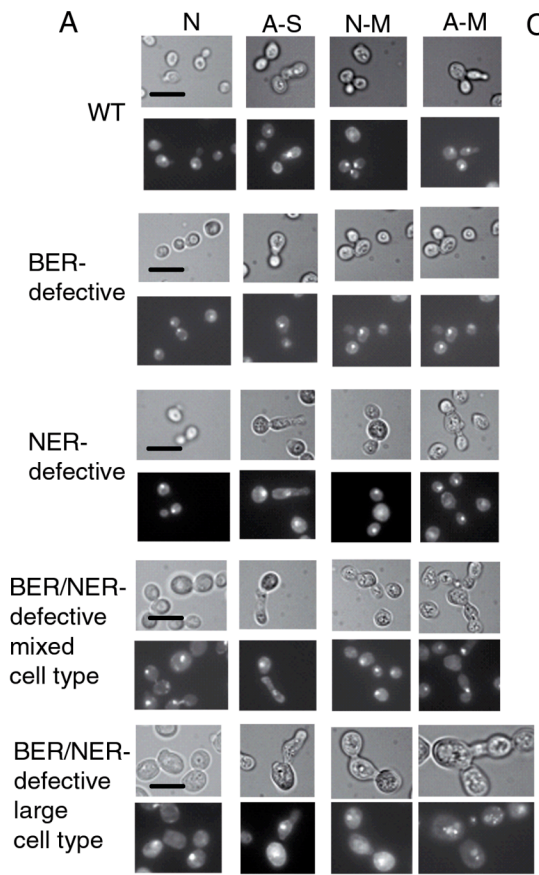 A
C
N A-S N-M A-M
WT
BER-
defective
NER-
defective
BER/NER-
defective
mixed
cell type
BER/NER-
defective
large
cell type